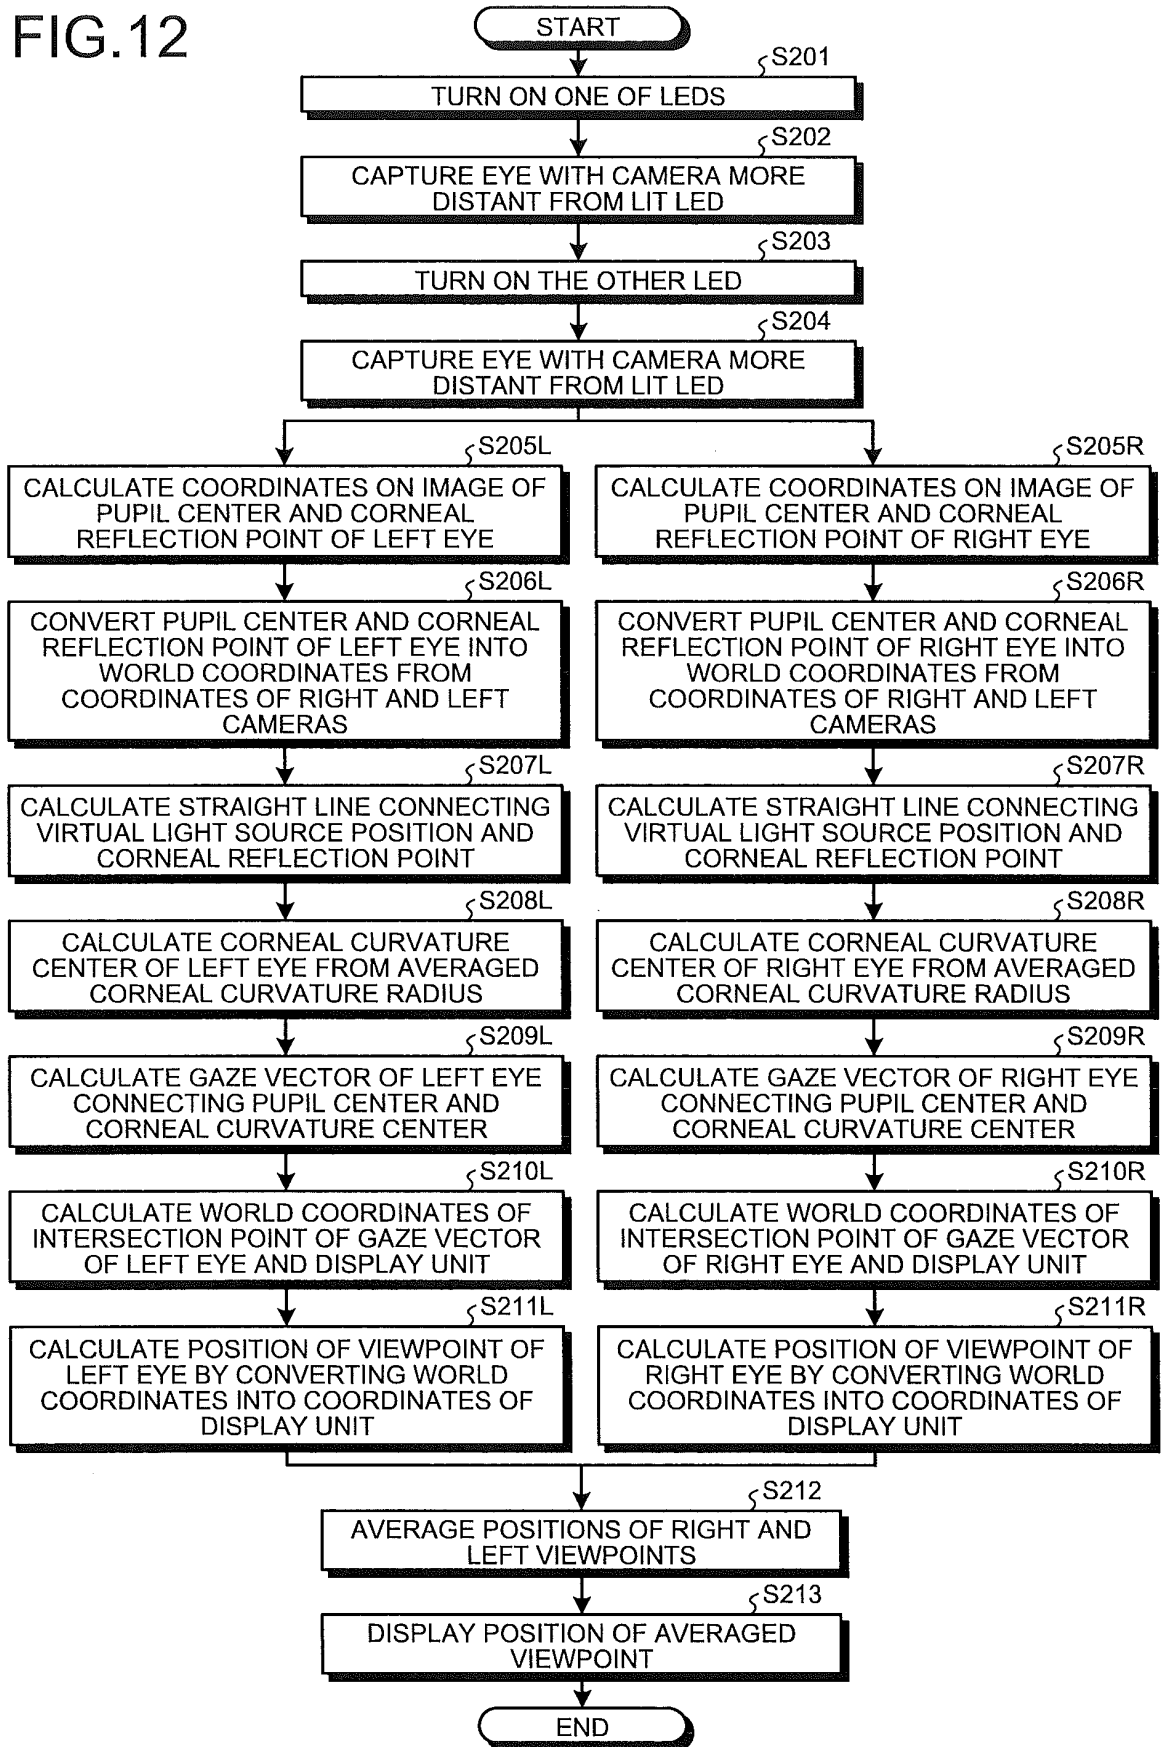 FIG.12
START
S201
TURN ON ONE OF LEDS
S202
CAPTURE EYE WITH CAMERA MORE
DISTANT FROM LIT LED
S203
TURN ON THE OTHER LED
S204
CAPTURE EYE WITH CAMERA MORE
DISTANT FROM LIT LED
S205L
CALCULATE COORDINATES ON IMAGE OF
PUPIL CENTER AND CORNEAL
REFLECTION POINT OF LEFT EYE
S206L
CONVERT PUPIL CENTER AND CORNEAL
REFLECTION POINT OF LEFT EYE INTO
WORLD COORDINATES FROM
COORDINATES OF RIGHT AND LEFT
CAMERAS
S207L
CALCULATE STRAIGHT LINE CONNECTING
VIRTUAL LIGHT SOURCE POSITION AND
CORNEAL REFLECTION POINT
S208L
CALCULATE CORNEAL CURVATURE
CENTER OF LEFT EYE FROM AVERAGED
CORNEAL CURVATURE RADIUS
S209L
CALCULATE GAZE VECTOR OF LEFT EYE
CONNECTING PUPIL CENTER AND
CORNEAL CURVATURE CENTER
S210L
CALCULATE WORLD COORDINATES OF
INTERSECTION POINT OF GAZE VECTOR
OF LEFT EYE AND DISPLAY UNIT
S211L
CALCULATE POSITION OF VIEWPOINT OF
LEFT EYE BY CONVERTING WORLD
COORDINATES INTO COORDINATES OF
DISPLAY UNIT
S205R
CALCULATE COORDINATES ON IMAGE OF
PUPIL CENTER AND CORNEAL
REFLECTION POINT OF RIGHT EYE
S206R
CONVERT PUPIL CENTER AND CORNEAL
REFLECTION POINT OF RIGHT EYE INTO
WORLD COORDINATES FROM
COORDINATES OF RIGHT AND LEFT
CAMERAS
S207R
CALCULATE STRAIGHT LINE CONNECTING
VIRTUAL LIGHT SOURCE POSITION AND
CORNEAL REFLECTION POINT
S208R
CALCULATE CORNEAL CURVATURE
CENTER OF RIGHT EYE FROM AVERAGED
CORNEAL CURVATURE RADIUS
S209R
CALCULATE GAZE VECTOR OF RIGHT EYE
CONNECTING PUPIL CENTER AND
CORNEAL CURVATURE CENTER
S210R
CALCULATE WORLD COORDINATES OF
INTERSECTION POINT OF GAZE VECTOR
OF RIGHT EYE AND DISPLAY UNIT
S211R
CALCULATE POSITION OF VIEWPOINT OF
RIGHT EYE BY CONVERTING WORLD
COORDINATES INTO COORDINATES OF
DISPLAY UNIT
S212
AVERAGE POSITIONS OF RIGHT AND
LEFT VIEWPOINTS
S213
DISPLAY POSITION OF AVERAGED
VIEWPOINT
END